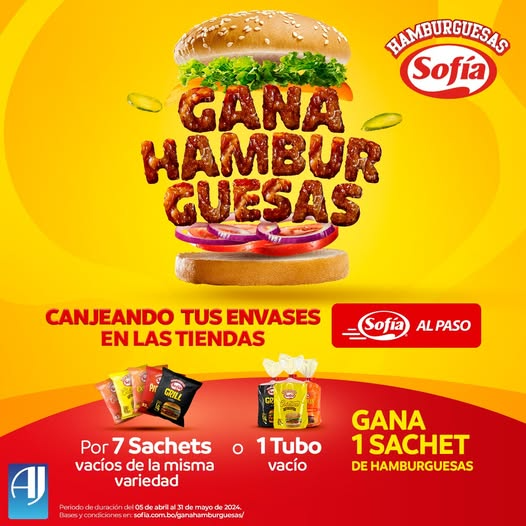 HAMBURGUESAS
Sofía
GANA
HAMBUR
GUESAS
CANJEANDO TUS ENVASES
EN LAS TIENDAS
Sofía AL PASO
Por 7 Sachets
vacíos de la misma
variedad
o
1 Tubo
vacío
GANA
1 SACHET
DE HAMBURGUESAS
AJ
Periodo de duración del 05 de abril al 31 de mayo de 2024.
Bases y condiciones en: sofia.com.bo/ganahamburguesas/